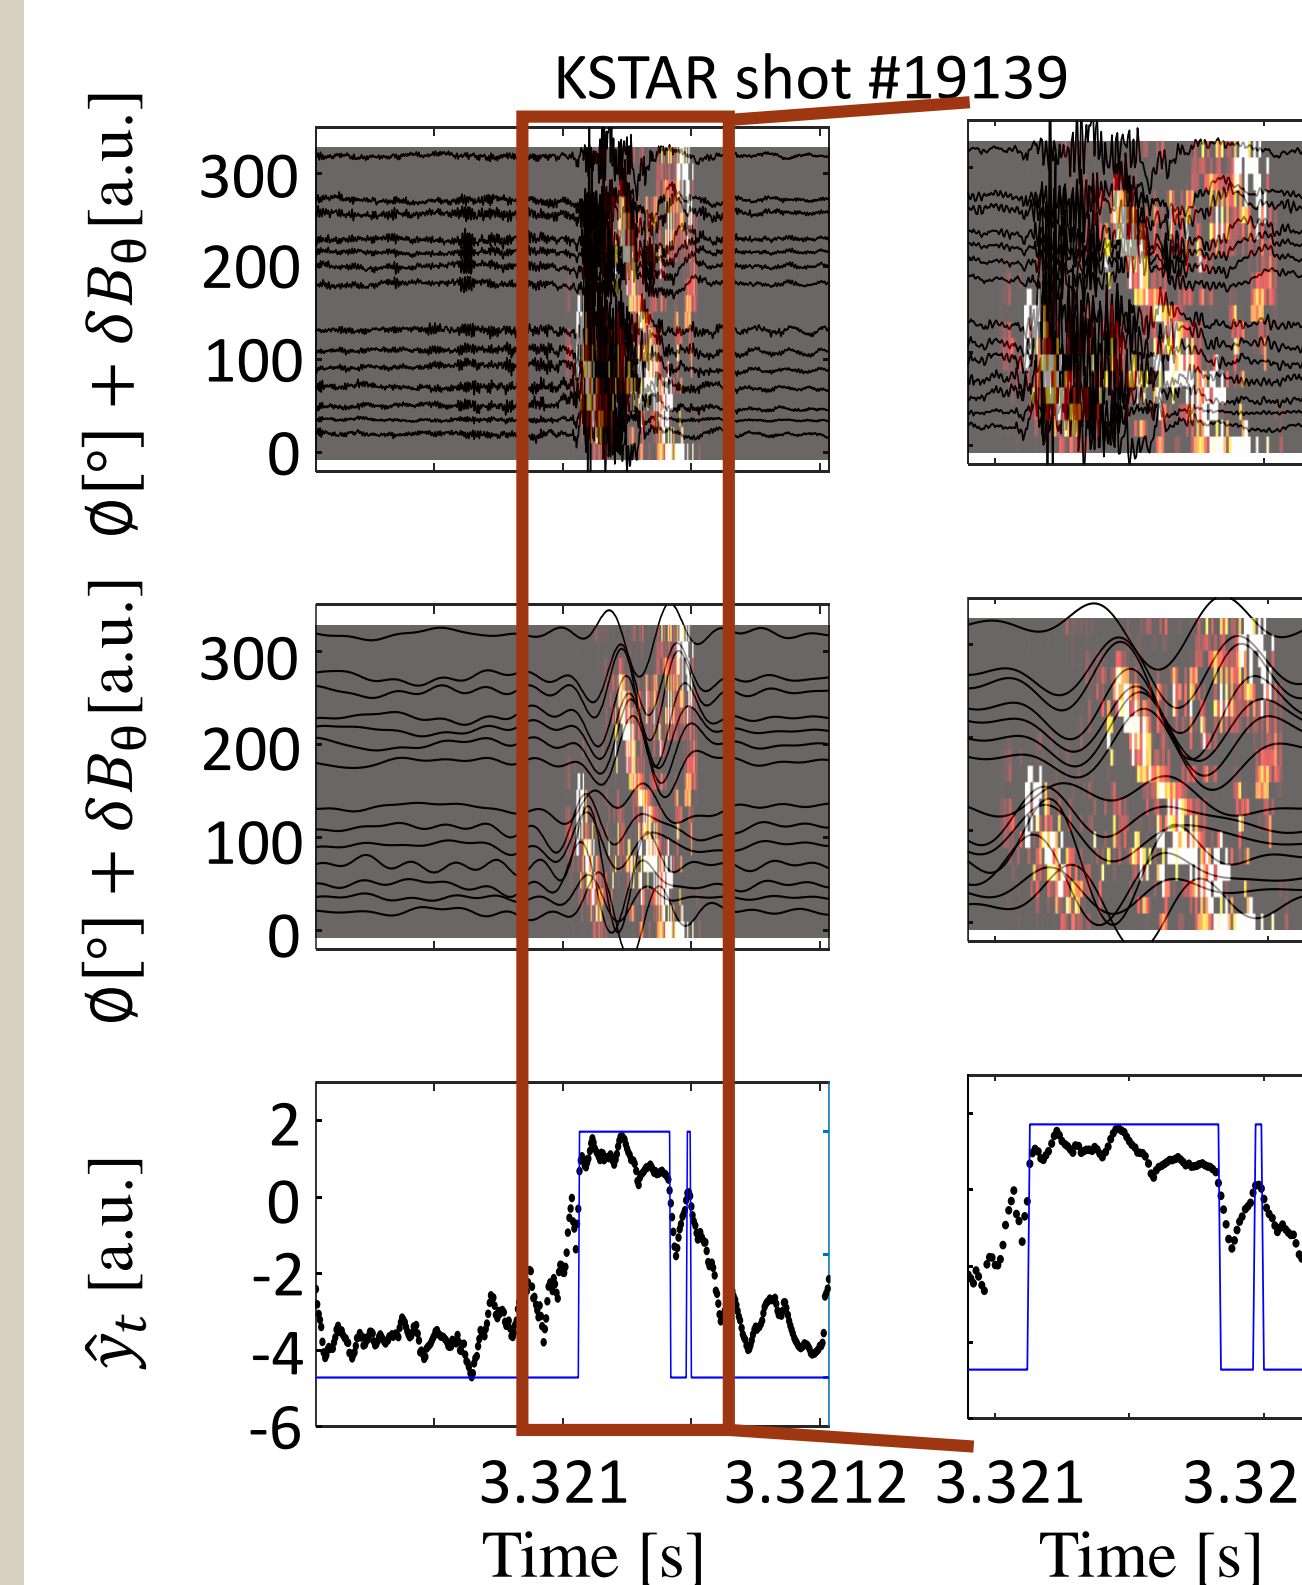 KSTAR shot #19139
∅[°] + δB_θ [a.u.]
300
200
100
0
∅[°] + δB_θ [a.u.]
300
200
100
0
ŷ_t [a.u.]
2
0
-2
-4
-6
3.321 3.3212 3.321 3.32
Time [s] Time [s]